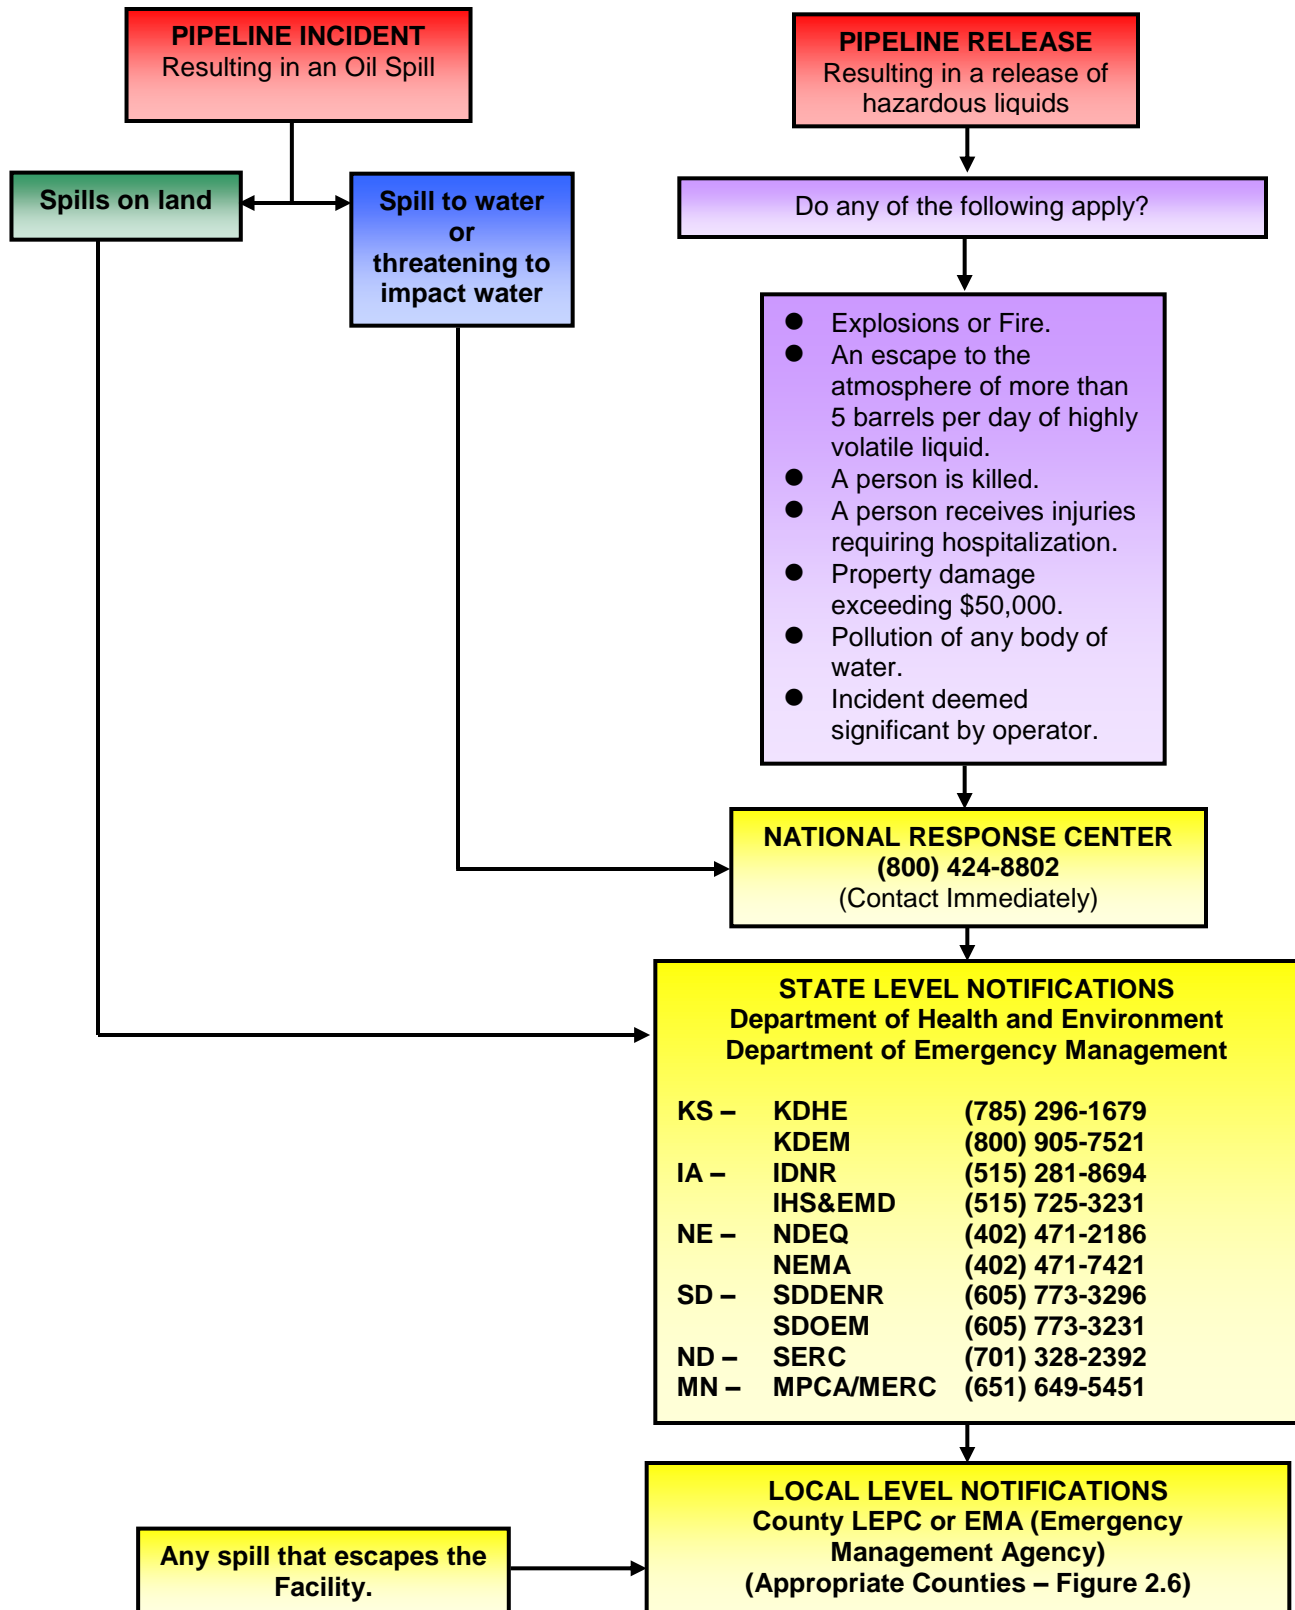 PIPELINE INCIDENT
Resulting in an Oil Spill
PIPELINE RELEASE
Resulting in a release of
hazardous liquids
Spills on land
Spill to water
or
threatening to
impact water
Do any of the following apply?
● Explosions or Fire.
● An escape to the
atmosphere of more than
5 barrels per day of highly
volatile liquid.
● A person is killed.
● A person receives injuries
requiring hospitalization.
● Property damage
exceeding $50,000.
● Pollution of any body of
water.
● Incident deemed
significant by operator.
NATIONAL RESPONSE CENTER
(800) 424-8802
(Contact Immediately)
STATE LEVEL NOTIFICATIONS
Department of Health and Environment
Department of Emergency Management
KS – KDHE (785) 296-1679
KDEM (800) 905-7521
IA – IDNR (515) 281-8694
IHS&EMD (515) 725-3231
NE – NDEQ (402) 471-2186
NEMA (402) 471-7421
SD – SDDENR (605) 773-3296
SDOEM (605) 773-3231
ND – SERC (701) 328-2392
MN – MPCA/MERC (651) 649-5451
LOCAL LEVEL NOTIFICATIONS
County LEPC or EMA (Emergency
Management Agency)
(Appropriate Counties – Figure 2.6)
Any spill that escapes the
Facility.